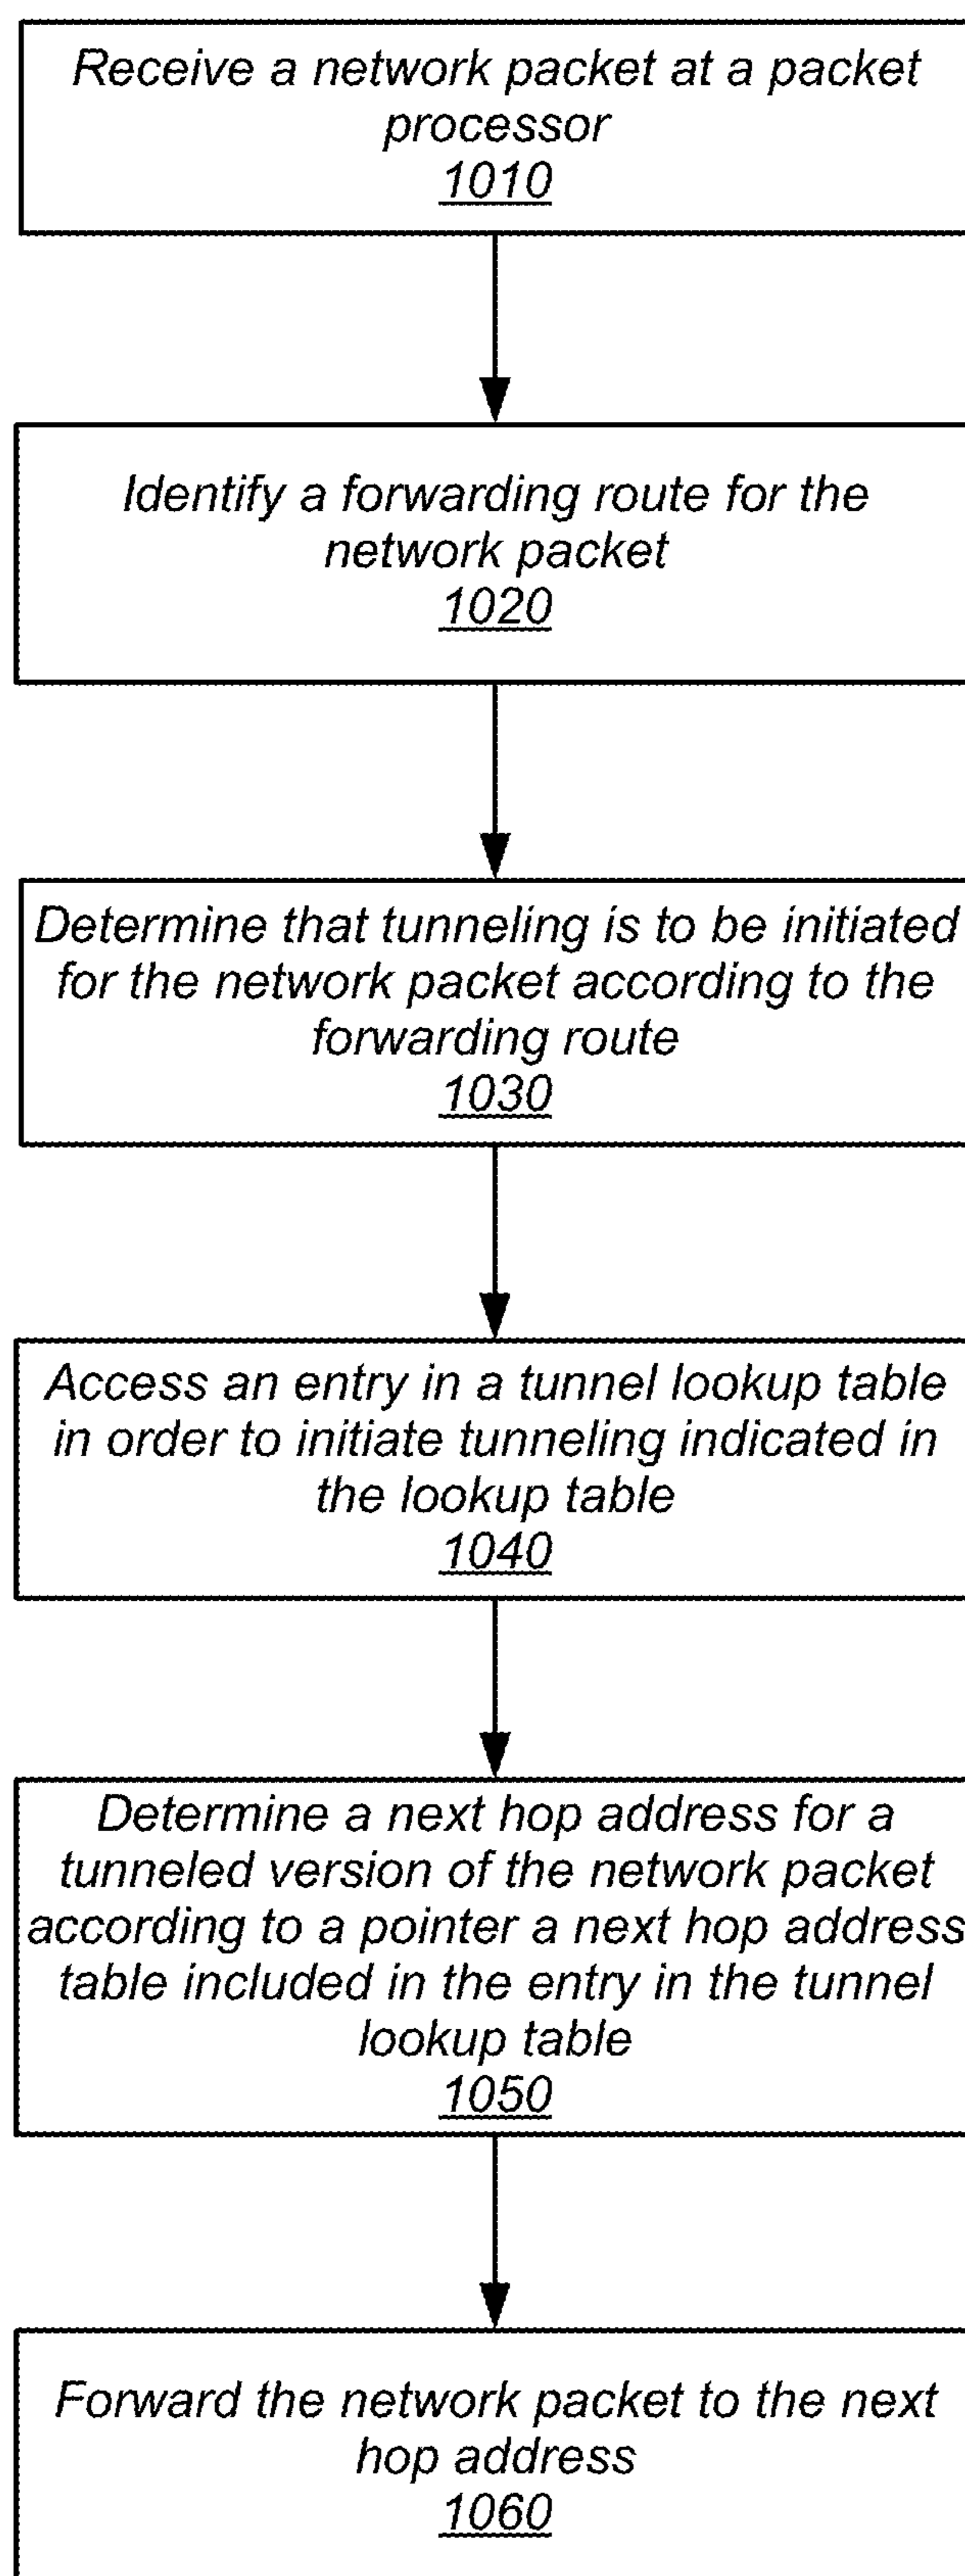 Receive a network packet at a packet
processor
1010
Identify a forwarding route for the
network packet
1020
Determine that tunneling is to be initiated
for the network packet according to the
forwarding route
1030
Access an entry in a tunnel lookup table
in order to initiate tunneling indicated in
the lookup table
1040
Determine a next hop address for a
tunneled version of the network packet
according to a pointer a next hop address
table included in the entry in the tunnel
lookup table
1050
Forward the network packet to the next
hop address
1060